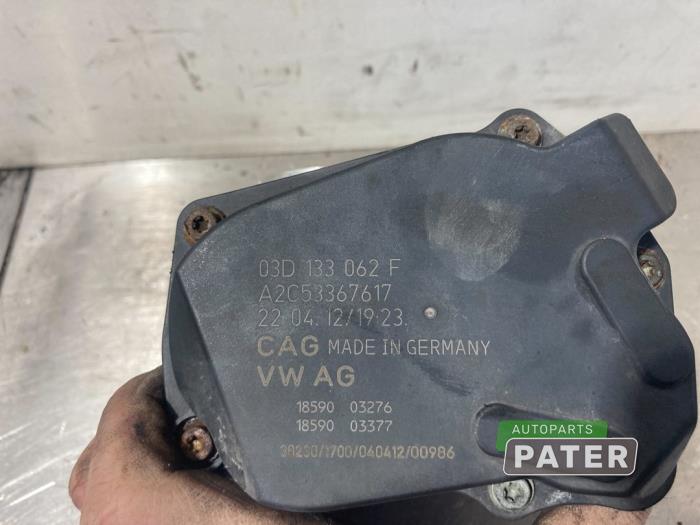 03D 133 062 F
A2C53367617
22.04.12/19:23.
CAG MADE IN GERMANY
VW AG
18590 03276
18590 03377
/1700/040412/00986
AUTOPARTS
PATER